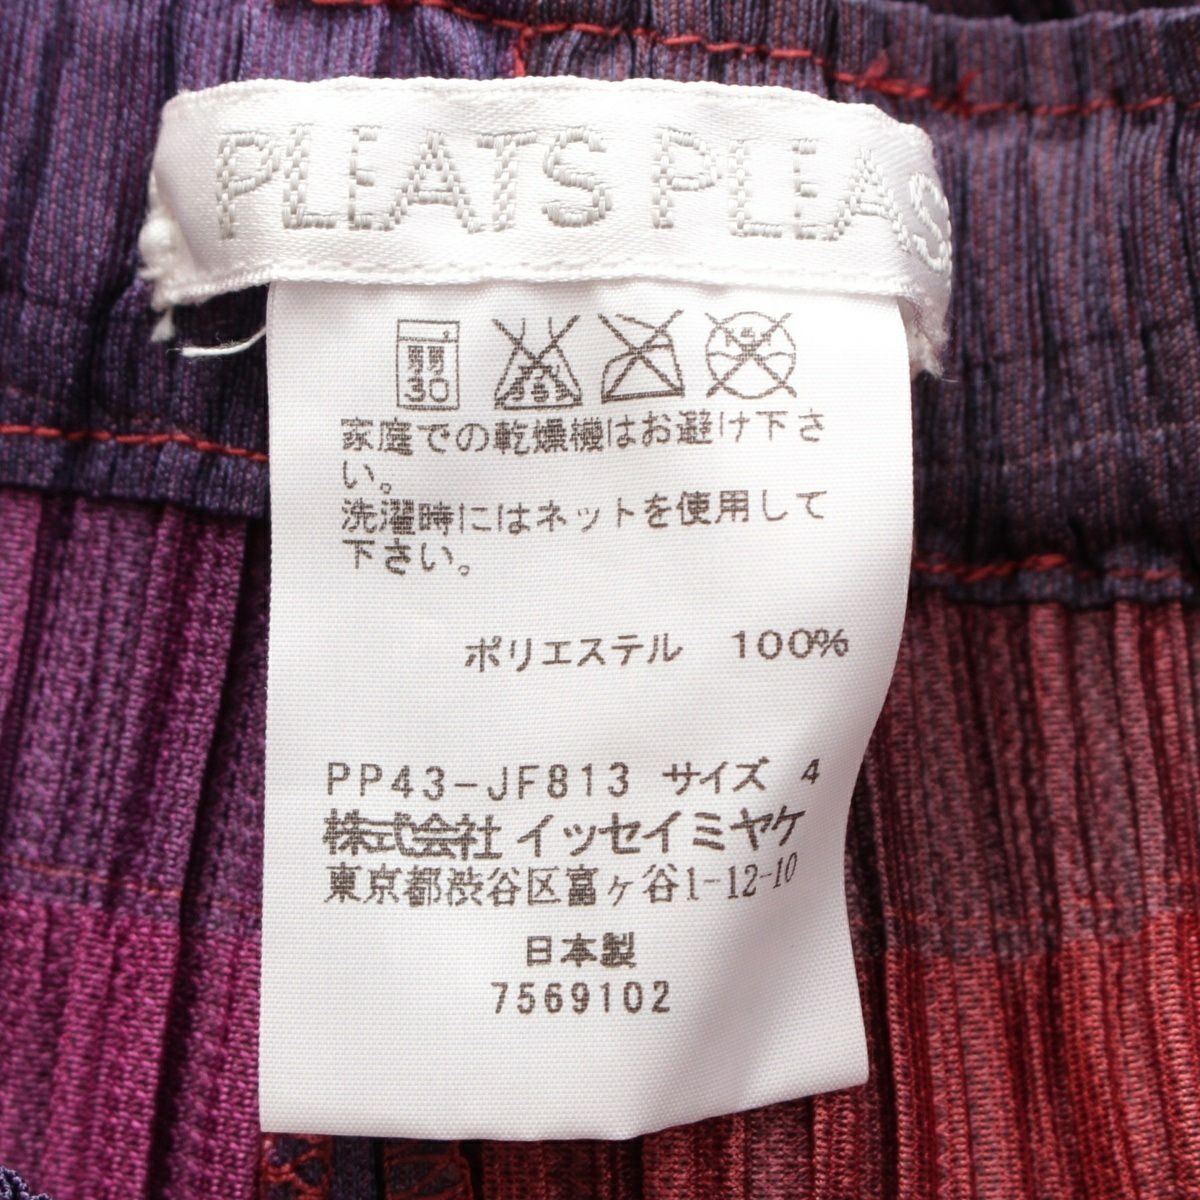 PLEATS PLEAS
弱
30
家庭での乾燥機はお避け下さ
い。
洗濯時にはネットを使用して
下さい。
ポリエステル 100%
PP43-JF813 サイズ 4
株式会社イッセイミヤケ
東京都渋谷区富ヶ谷1-12-10
日本製
7569102